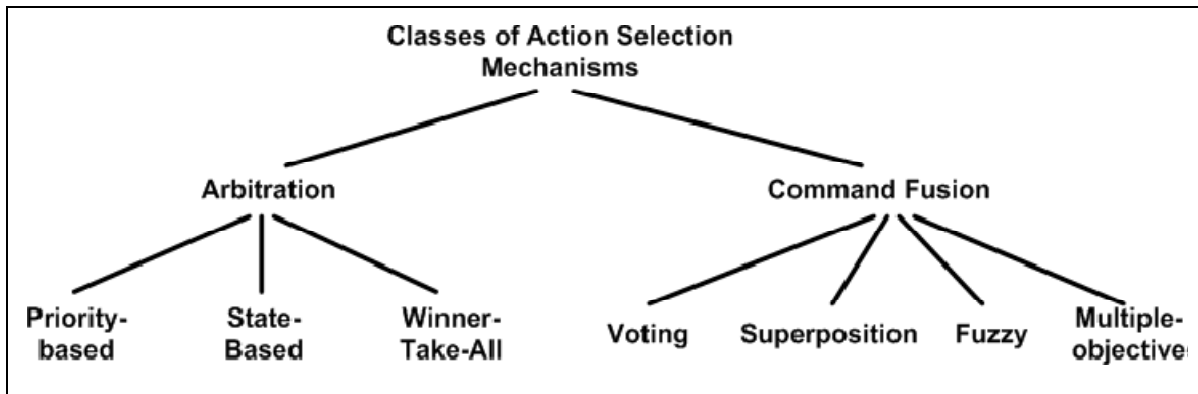 Classes of Action Selection
Mechanisms
Arbitration
Command Fusion
Priority-
based
State-
Based
Winner-
Take-All
Voting
Superposition
Fuzzy
Multiple-
objective